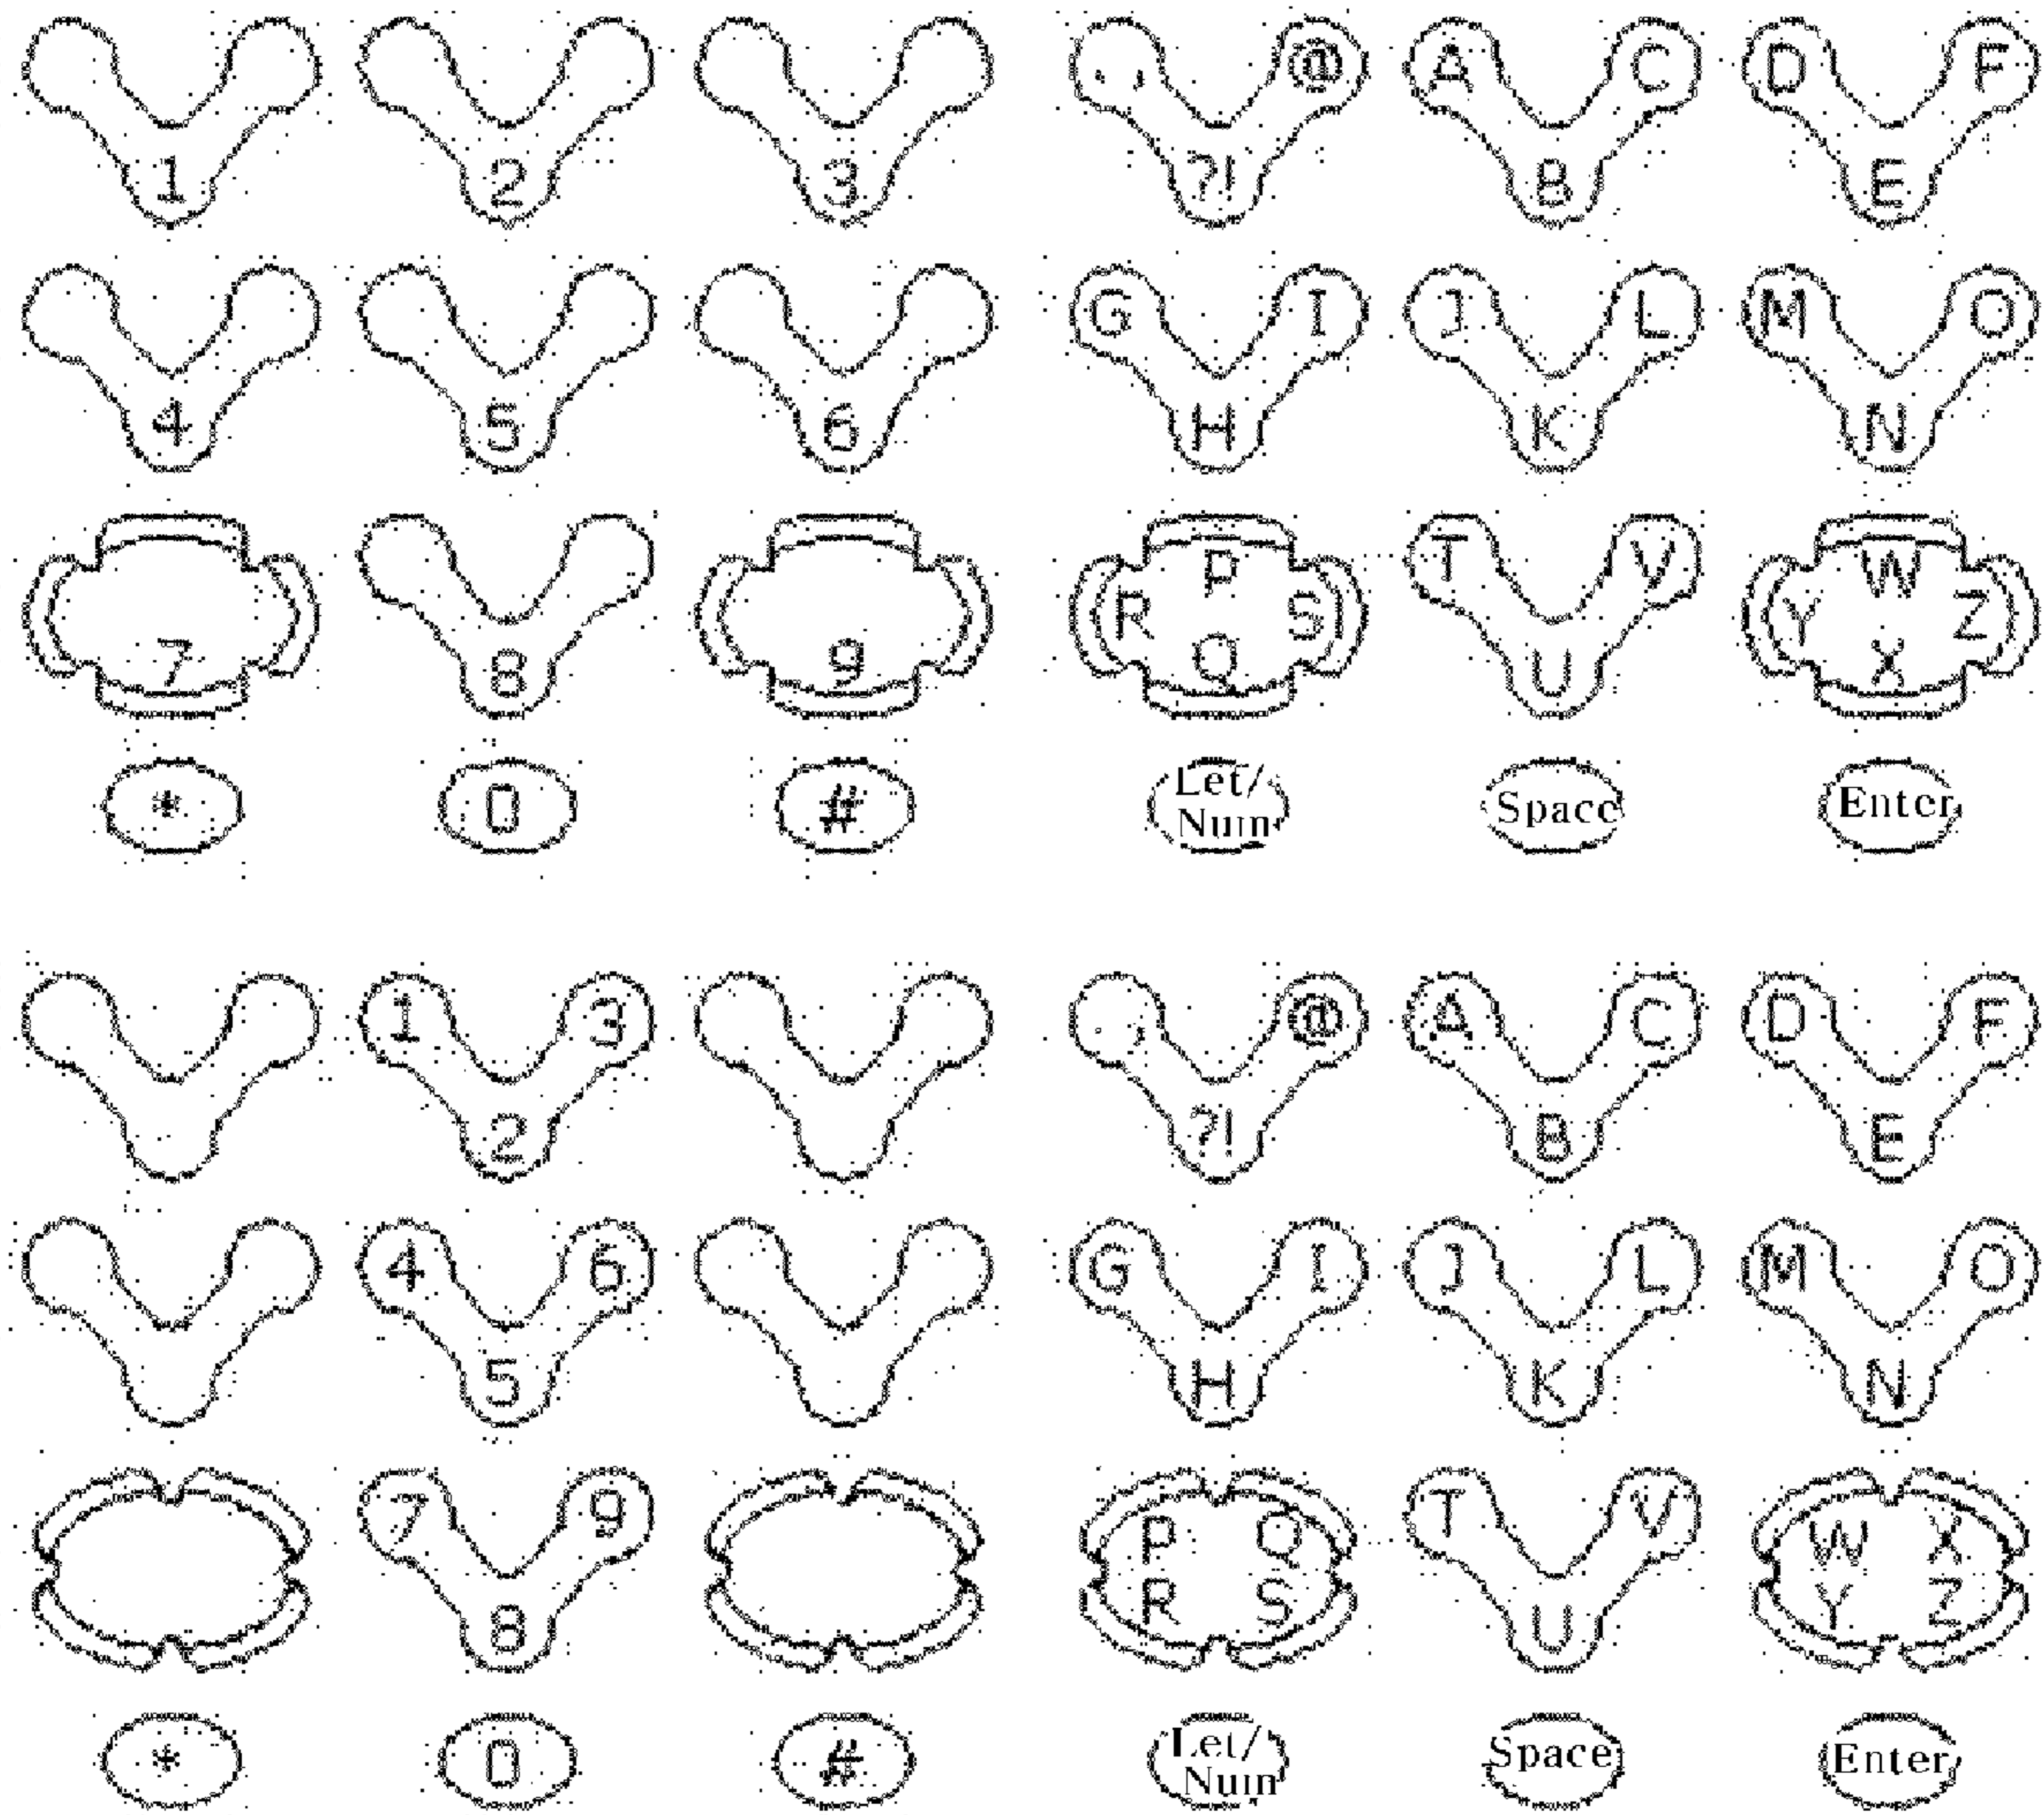 1 2 3 . , @ A C D F
?! B E
4 5 6 G I J L M O
H K N
7 8 9 P R S Q T V U W Y Z X
* 0 # Let/ Num Space Enter
1 3 . , @ A C D F
2 ?! B E
4 6 G I J L M O
5 H K N
7 9 P Q T V W X
8 R S U Y Z
* 0 # Let/ Num Space Enter